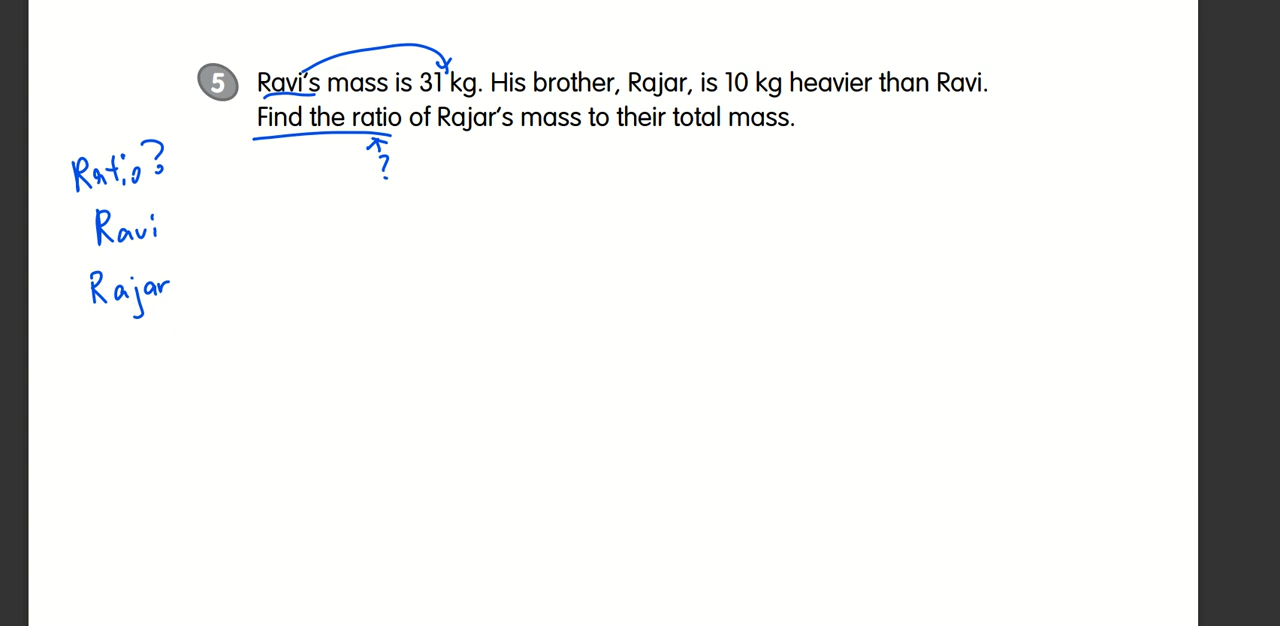 5 Ravi's mass is 31 kg. His brother, Rajar, is 10 kg heavier than Ravi.
Find the ratio of Rajar's mass to their total mass.
?
Ratio?
Ravi
Rajar